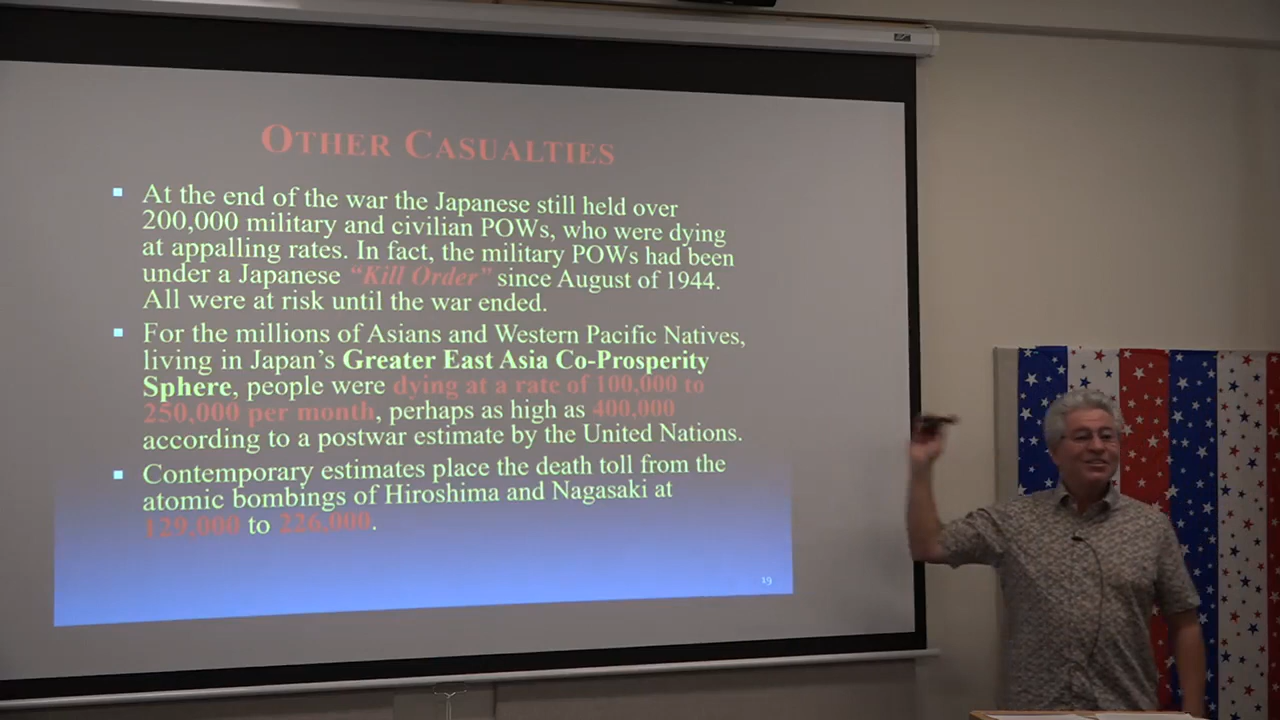 OTHER CASUALTIES
At the end of the war the Japanese still held over
200,000 military and civilian POWs, who were dying
at appalling rates. In fact, the military POWs had been
under a Japanese “Kill Order” since August of 1944.
All were at risk until the war ended.
For the millions of Asians and Western Pacific Natives,
living in Japan’s Greater East Asia Co-Prosperity
Sphere, people were dying at a rate of 100,000 to
250,000 per month, perhaps as high as 400,000
according to a postwar estimate by the United Nations.
Contemporary estimates place the death toll from the
atomic bombings of Hiroshima and Nagasaki at
129,000 to 226,000.
19